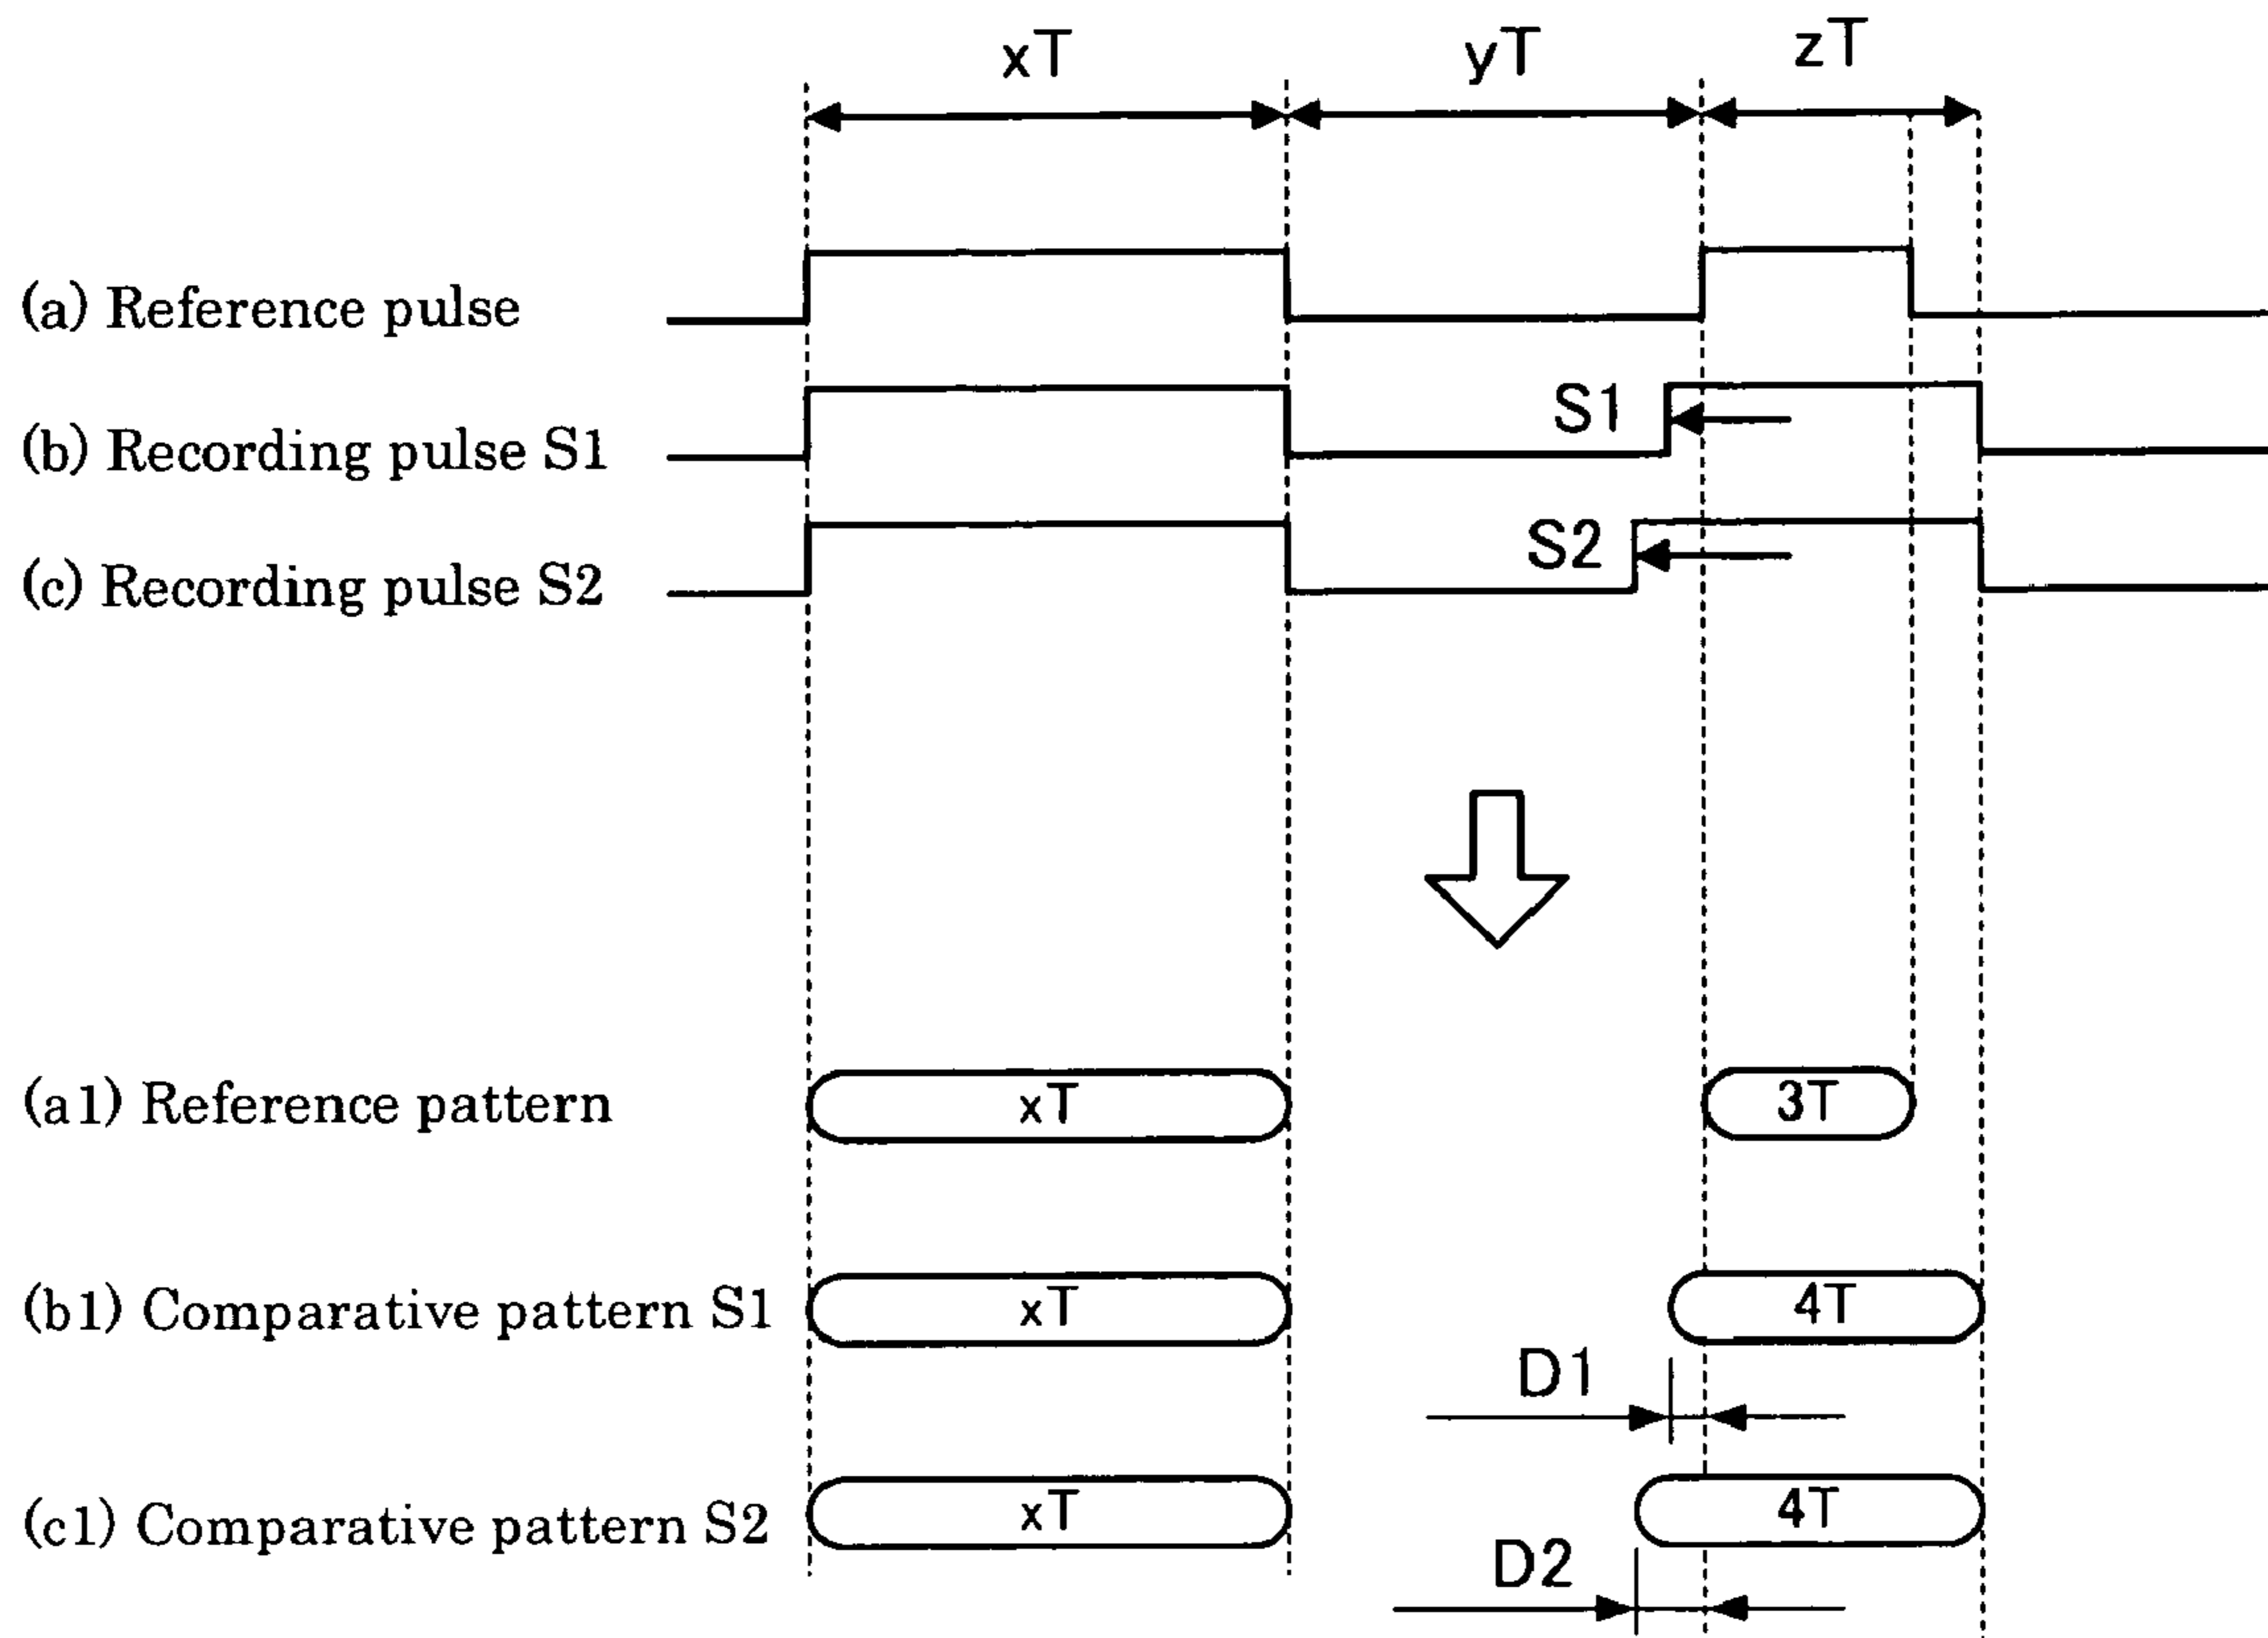 xT yT zT
(a) Reference pulse
S1
(b) Recording pulse S1
S2
(c) Recording pulse S2
(a1) Reference pattern xT 3T
(b1) Comparative pattern S1 xT 4T
D1
(c1) Comparative pattern S2 xT 4T
D2